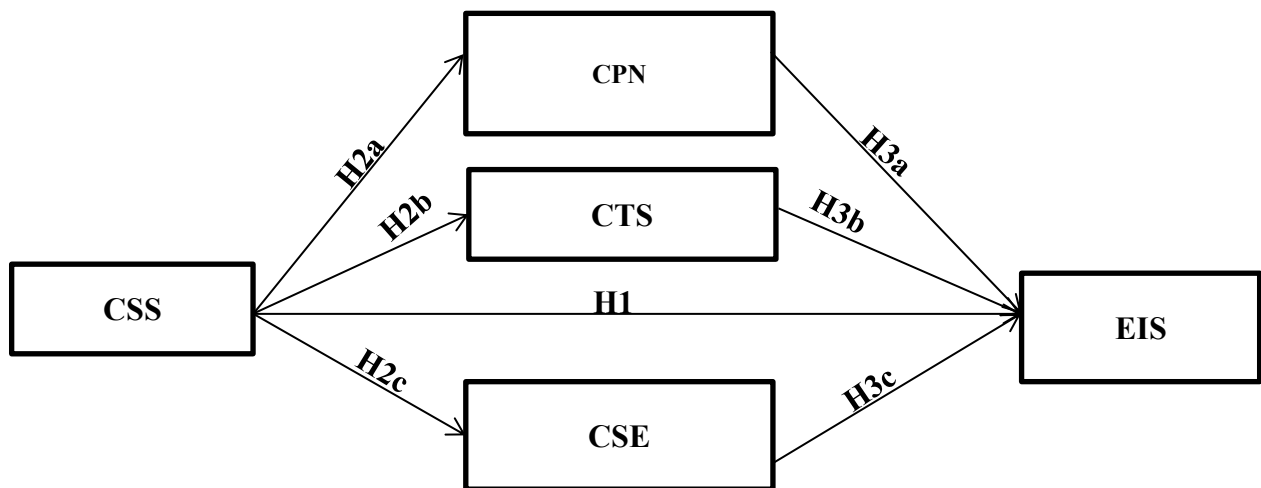 CPN
H2a
H3a
CTS
H2b
H3b
CSS
H1
EIS
H2c
H3c
CSE